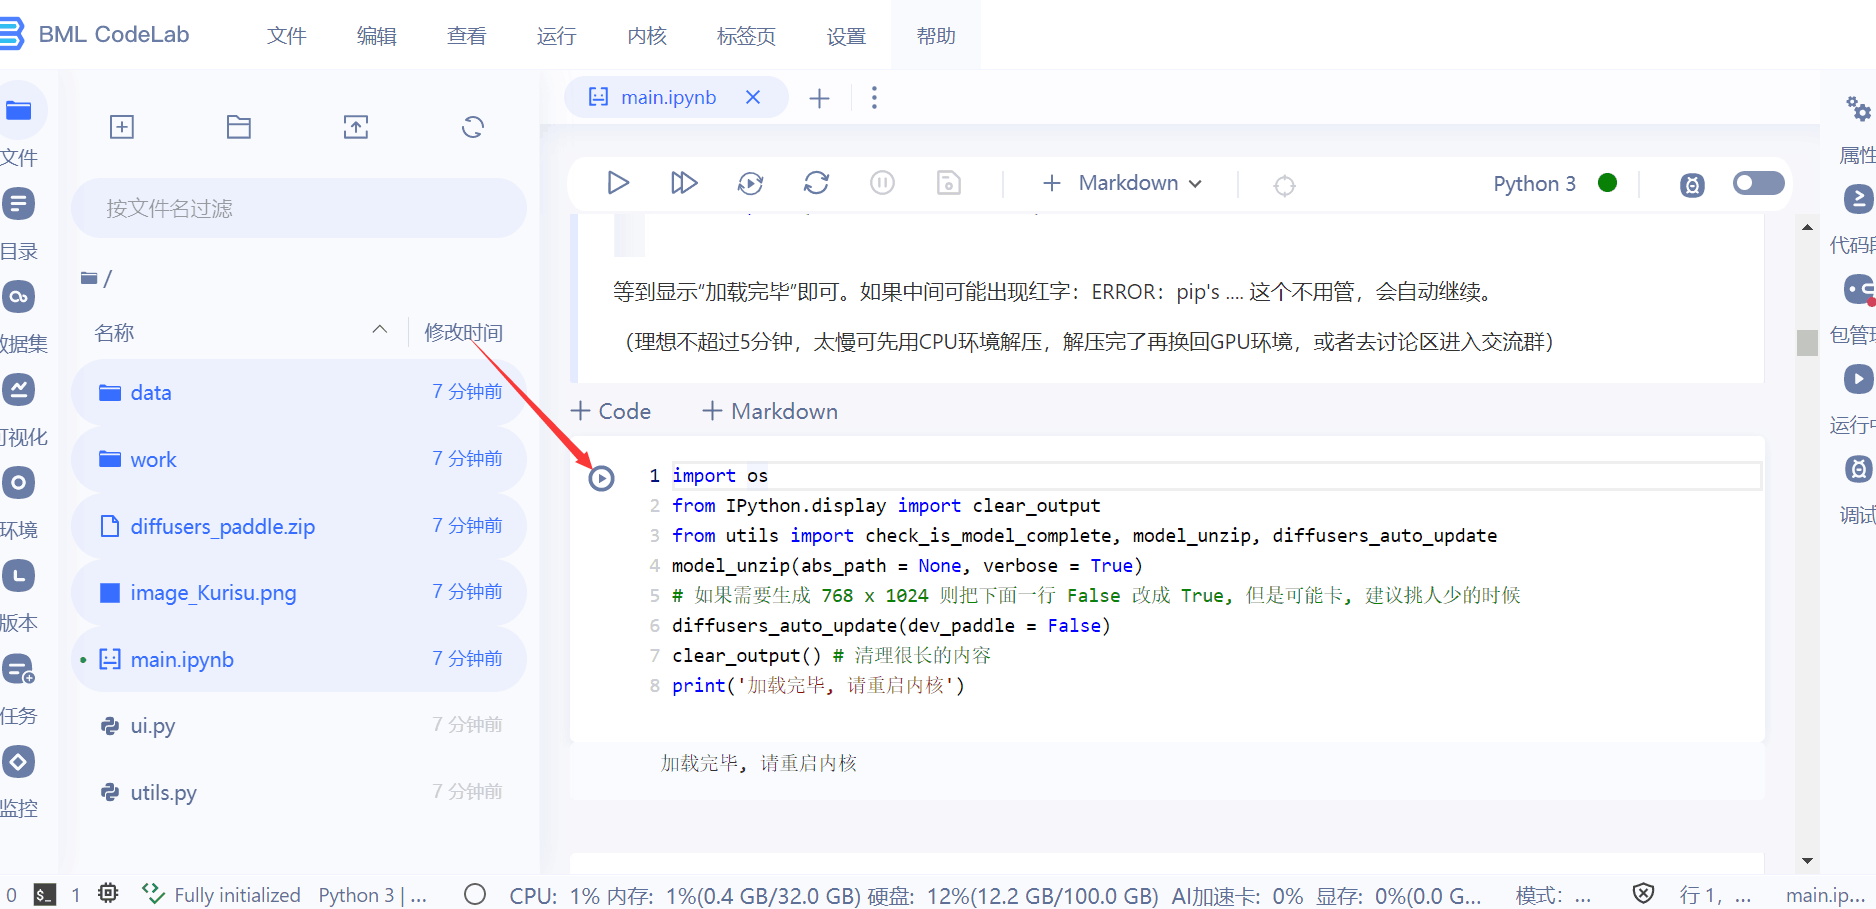 BML CodeLab
文件 编辑 查看 运行 内核 标签页 设置 帮助
main.ipynb
文件
目录
数据集
可视化
环境
版本
任务
监控
按文件名过滤
/
名称 修改时间
data 7 分钟前
work 7 分钟前
diffusers_paddle.zip 7 分钟前
image_Kurisu.png 7 分钟前
main.ipynb 7 分钟前
ui.py 7 分钟前
utils.py 7 分钟前
Markdown
Python 3
等到显示“加载完毕”即可。如果中间可能出现红字：ERROR：pip's .... 这个不用管，会自动继续。
（理想不超过5分钟，太慢可先用CPU环境解压，解压完了再换回GPU环境，或者去讨论区进入交流群）
+ Code + Markdown
1 import os
2 from IPython.display import clear_output
3 from utils import check_is_model_complete, model_unzip, diffusers_auto_update
4 model_unzip(abs_path = None, verbose = True)
5 # 如果需要生成 768 x 1024 则把下面一行 False 改成 True, 但是可能卡, 建议挑人少的时候
6 diffusers_auto_update(dev_paddle = False)
7 clear_output() # 清理很长的内容
8 print('加载完毕, 请重启内核')
加载完毕, 请重启内核
属性
代码段
包管理
运行中
调试
0 $_ 1 Fully initialized Python 3 | ... CPU: 1% 内存: 1%(0.4 GB/32.0 GB) 硬盘: 12%(12.2 GB/100.0 GB) AI加速卡: 0% 显存: 0%(0.0 G... 模式: ... 行 1, ... main.ip...